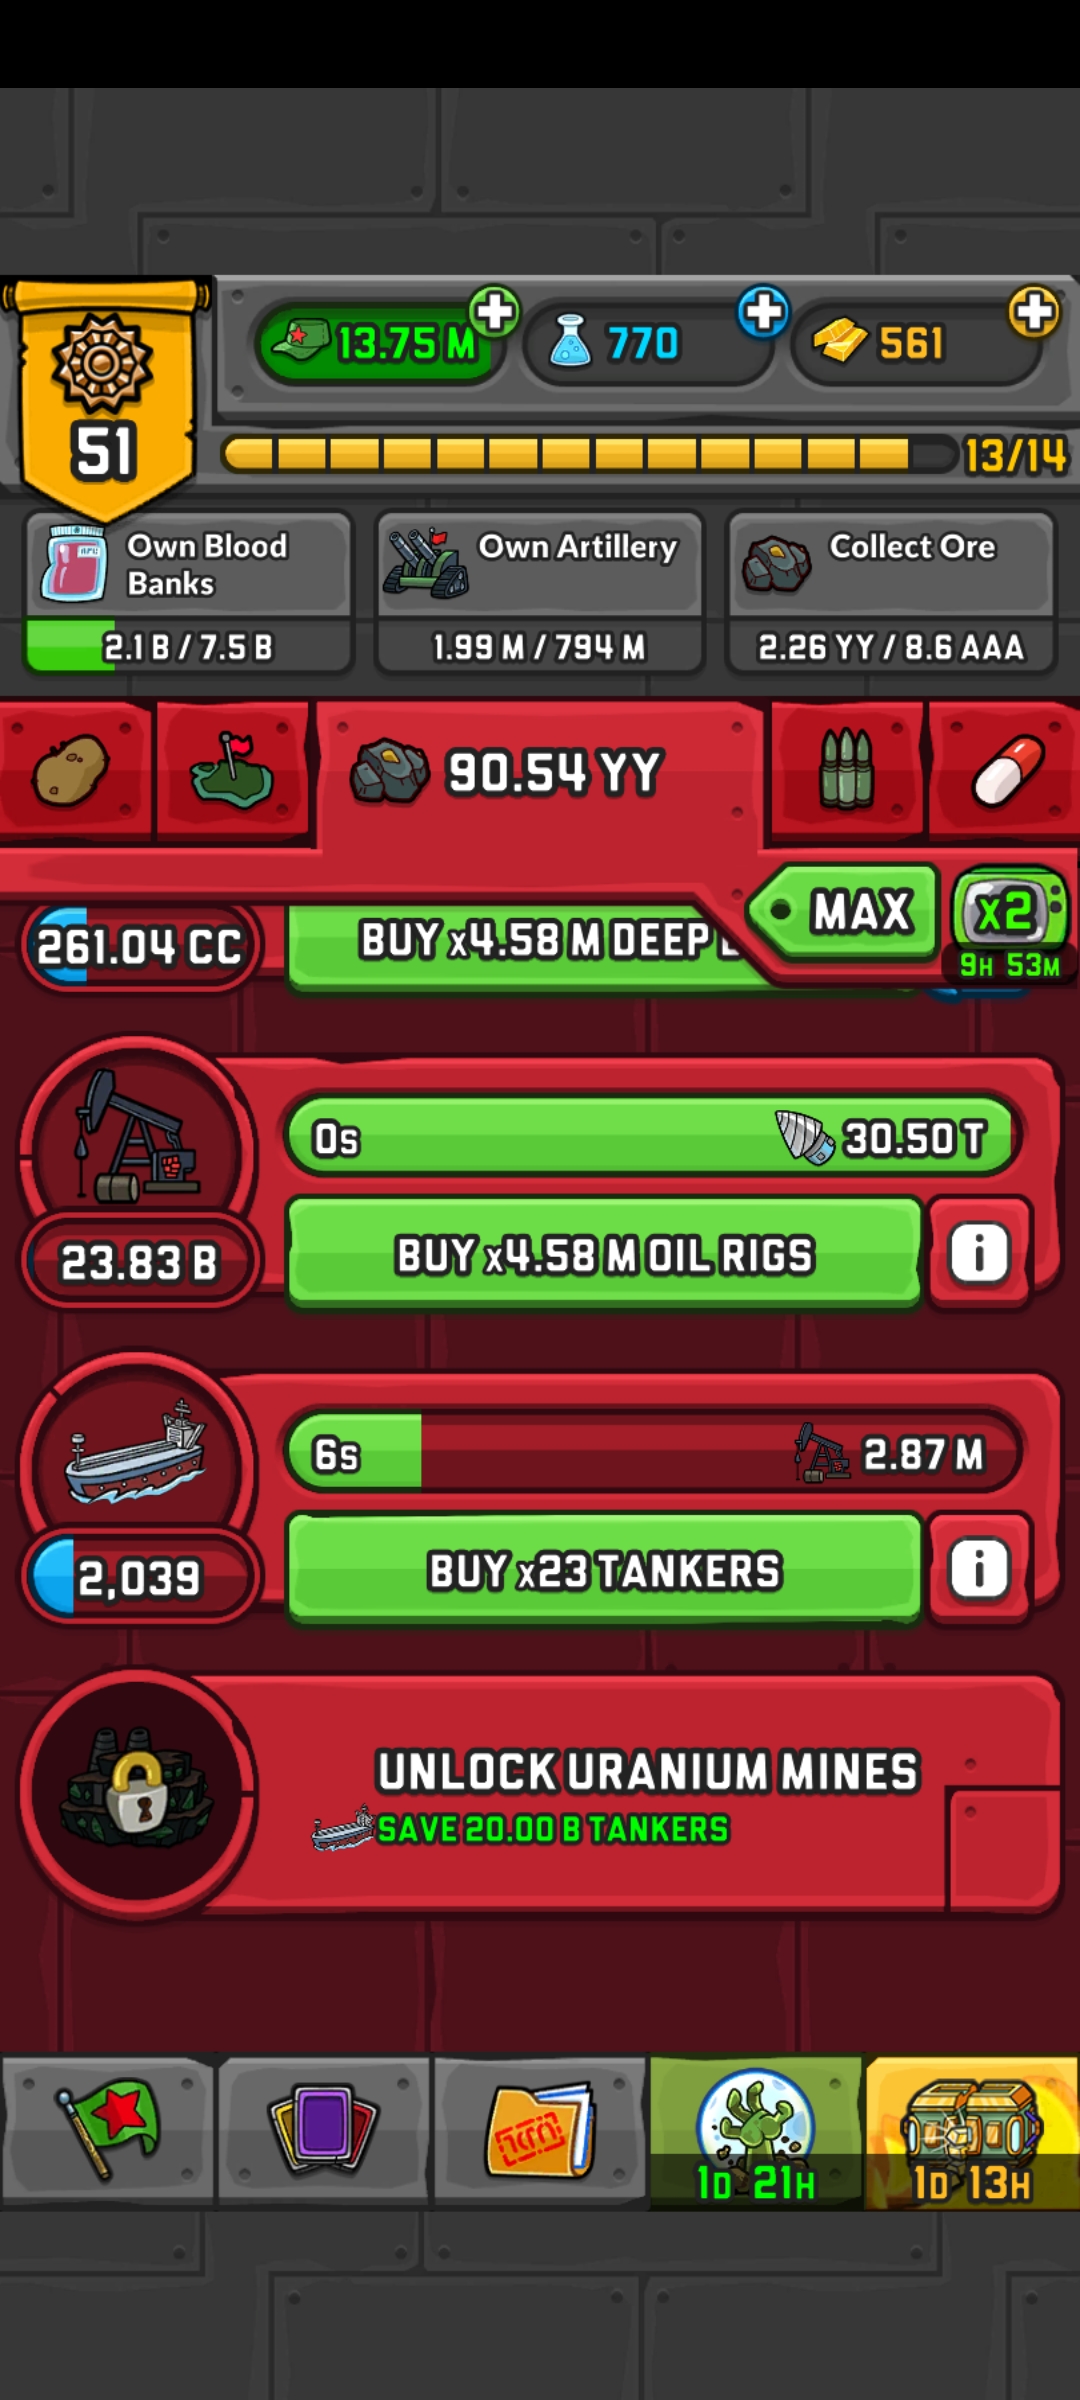 13.75 M
770
561
51
13/14
Own Blood
Banks
2.1 B / 7.5 B
Own Artillery
1.99 M / 794 M
Collect Ore
2.26 YY / 8.6 AAA
90.54 YY
MAX
x2
9H 53M
261.04 CC
BUY x4.58 M DEEP
0s
30.50 T
23.83 B
BUY x4.58 M OIL RIGS
i
6s
2.87 M
2,039
BUY x23 TANKERS
i
UNLOCK URANIUM MINES
SAVE 20.00 B TANKERS
1D 21H
1D 13H